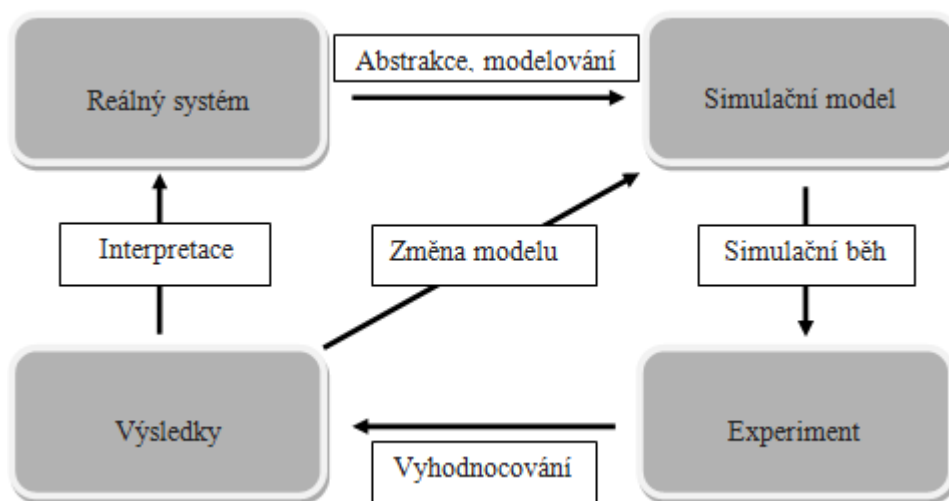 Abstrakce, modelování
Reálný systém
Simulační model
Interpretace
Změna modelu
Simulační běh
Výsledky
Experiment
Vyhodnocování